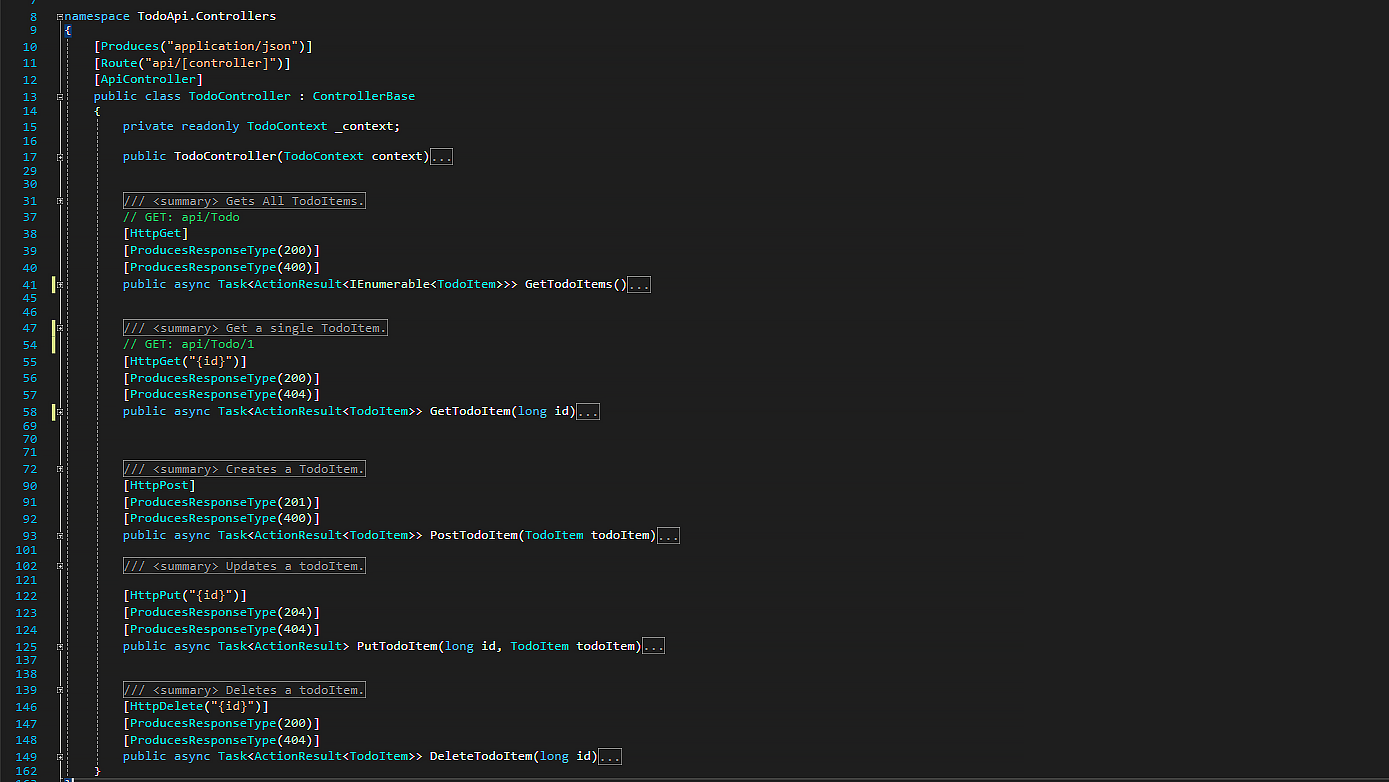 7
8 namespace TodoApi.Controllers
9 {
10 [Produces("application/json")]
11 [Route("api/[controller]")]
12 [ApiController]
13 public class TodoController : ControllerBase
14 {
15 private readonly TodoContext _context;
16
17 public TodoController(TodoContext context)...
29
30
31 /// <summary> Gets All TodoItems.
37 // GET: api/Todo
38 [HttpGet]
39 [ProducesResponseType(200)]
40 [ProducesResponseType(400)]
41 public async Task<ActionResult<IEnumerable<TodoItem>>> GetTodoItems()...
45
46
47 /// <summary> Get a single TodoItem.
54 // GET: api/Todo/1
55 [HttpGet("{id}")]
56 [ProducesResponseType(200)]
57 [ProducesResponseType(404)]
58 public async Task<ActionResult<TodoItem>> GetTodoItem(long id)...
69
70
71
72 /// <summary> Creates a TodoItem.
90 [HttpPost]
91 [ProducesResponseType(201)]
92 [ProducesResponseType(400)]
93 public async Task<ActionResult<TodoItem>> PostTodoItem(TodoItem todoItem)...
101
102 /// <summary> Updates a todoItem.
121
122 [HttpPut("{id}")]
123 [ProducesResponseType(204)]
124 [ProducesResponseType(404)]
125 public async Task<ActionResult> PutTodoItem(long id, TodoItem todoItem)...
137
138
139 /// <summary> Deletes a todoItem.
146 [HttpDelete("{id}")]
147 [ProducesResponseType(200)]
148 [ProducesResponseType(404)]
149 public async Task<ActionResult<TodoItem>> DeleteTodoItem(long id)...
162 }